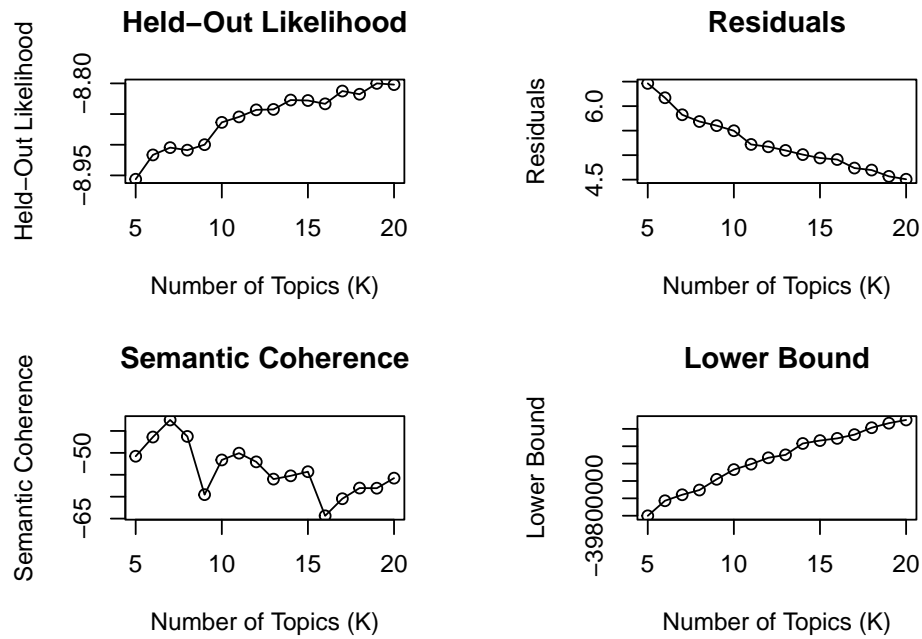 Held−Out Likelihood
Held−Out Likelihood
−8.80
−8.95
5
10
15
20
Number of Topics (K)
Residuals
Residuals
6.0
4.5
5
10
15
20
Number of Topics (K)
Semantic Coherence
Semantic Coherence
−50
−65
5
10
15
20
Number of Topics (K)
Lower Bound
Lower Bound
−39800000
5
10
15
20
Number of Topics (K)